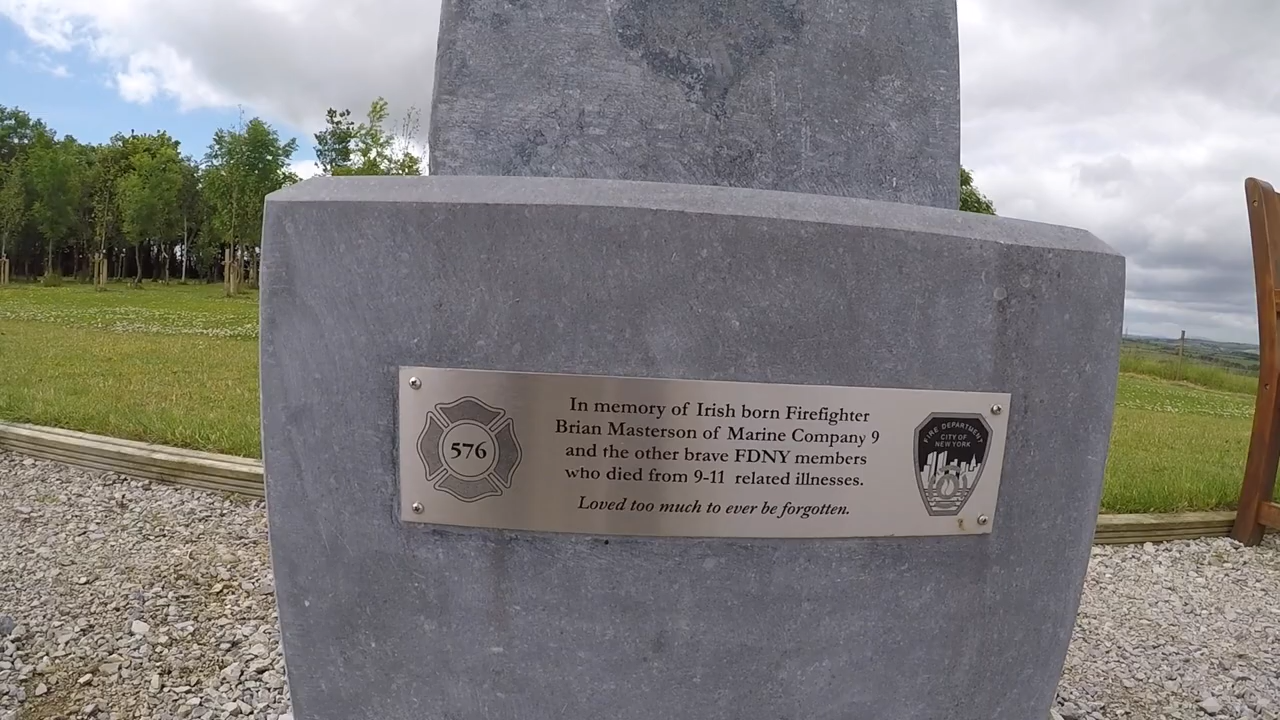 576
In memory of Irish born Firefighter
Brian Masterson of Marine Company 9
and the other brave FDNY members
who died from 9-11 related illnesses.
Loved too much to ever be forgotten.
FIRE DEPARTMENT
CITY OF
NEW YORK